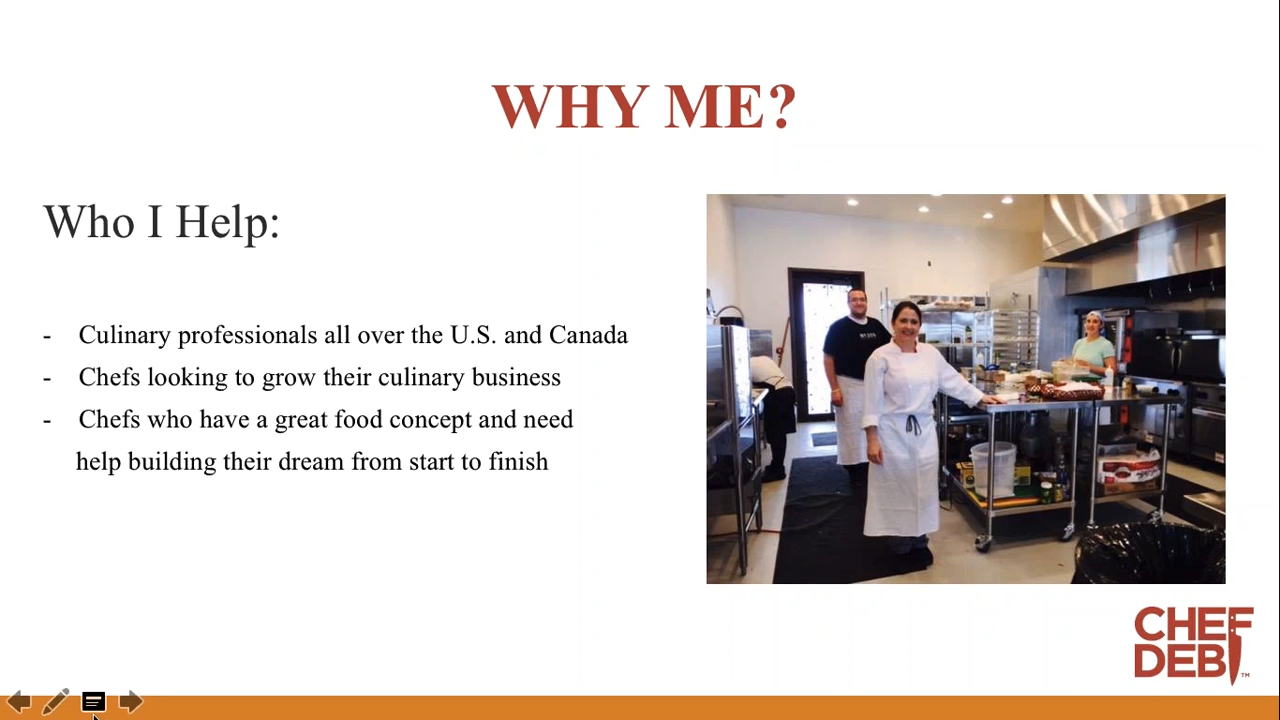 WHY ME?
Who I Help:
- Culinary professionals all over the U.S. and Canada
- Chefs looking to grow their culinary business
- Chefs who have a great food concept and need
help building their dream from start to finish
CHEF
DEBI™